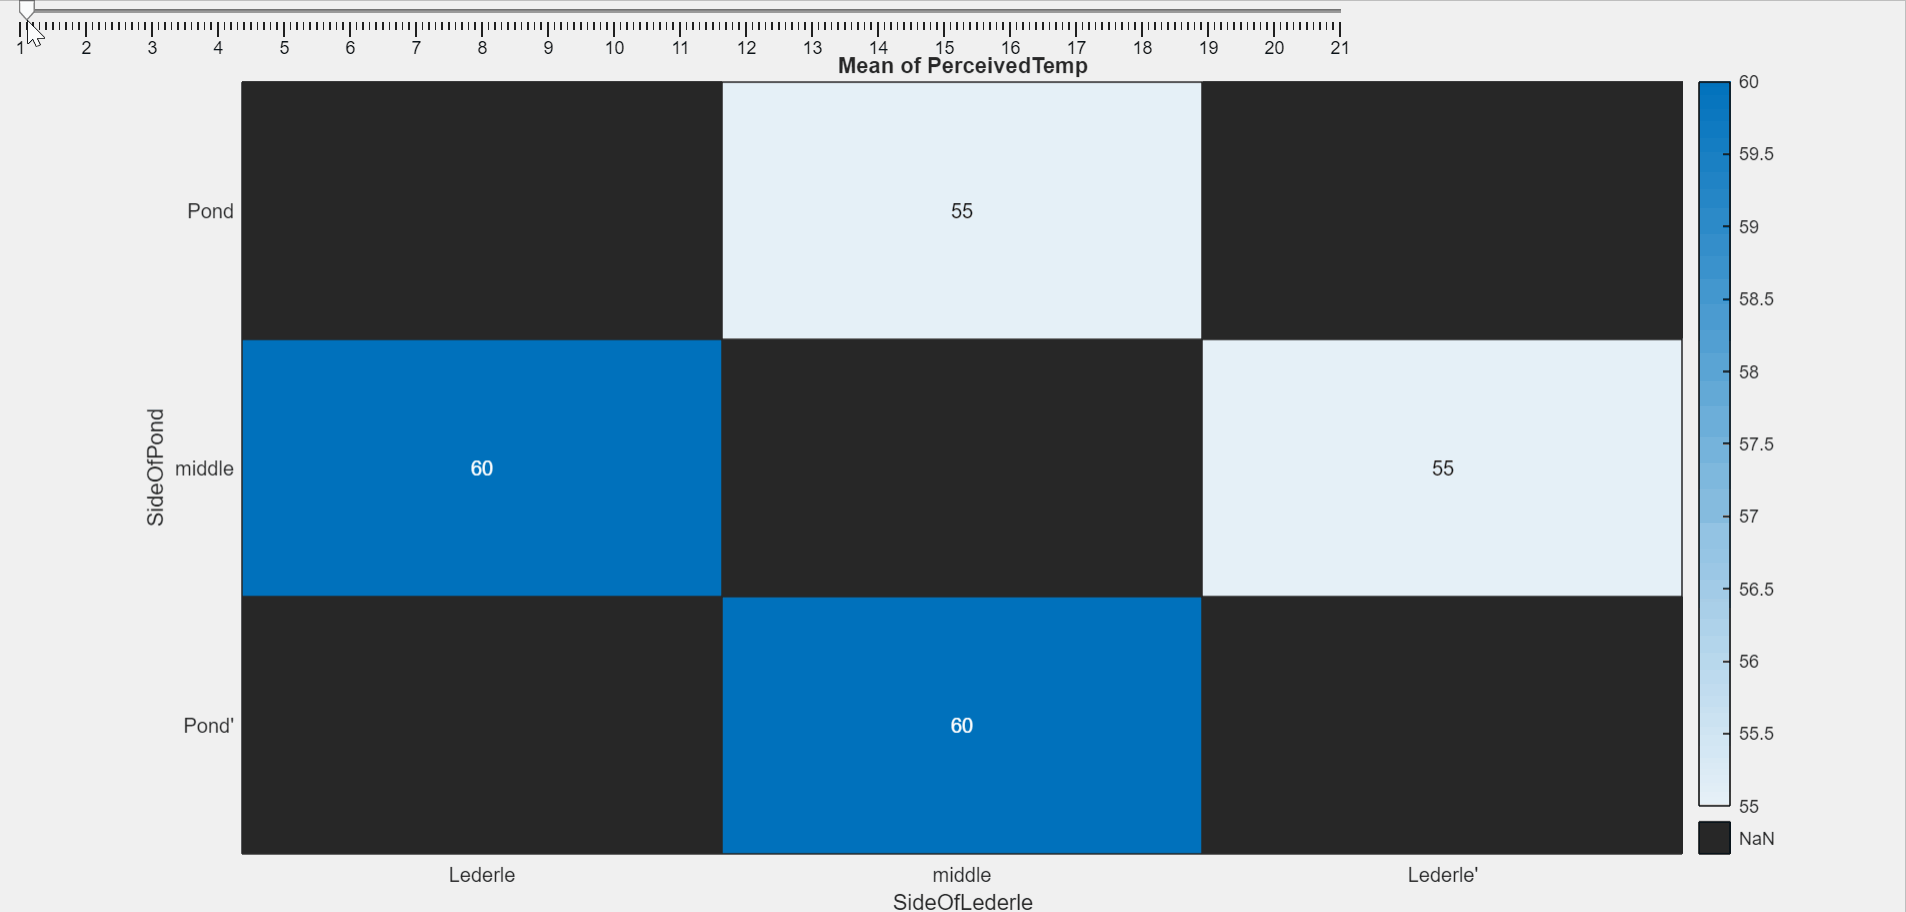 1 2 3 4 5 6 7 8 9 10 11 12 13 14 15 16 17 18 19 20 21
Mean of PerceivedTemp
60
59.5
Pond
55
59
58.5
58
57.5
SideOfPond
middle
60
55
57
56.5
56
Pond'
60
55.5
55
NaN
Lederle
middle
Lederle'
SideOfLederle